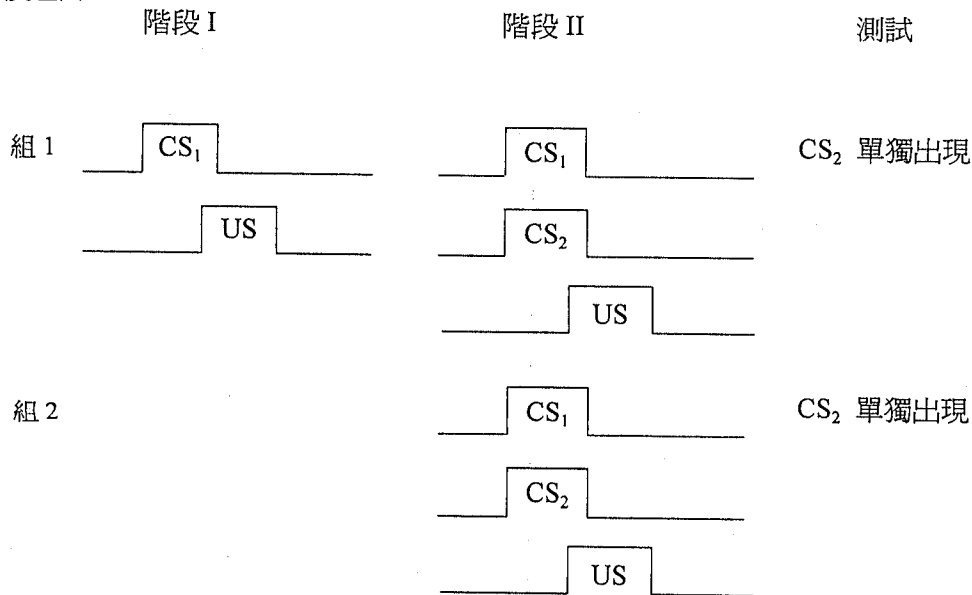 階段 I 階段 II 測試
組 1 CS₁ CS₁ CS₂ 單獨出現
US CS₂
US
組 2 CS₁ CS₂ 單獨出現
CS₂
US